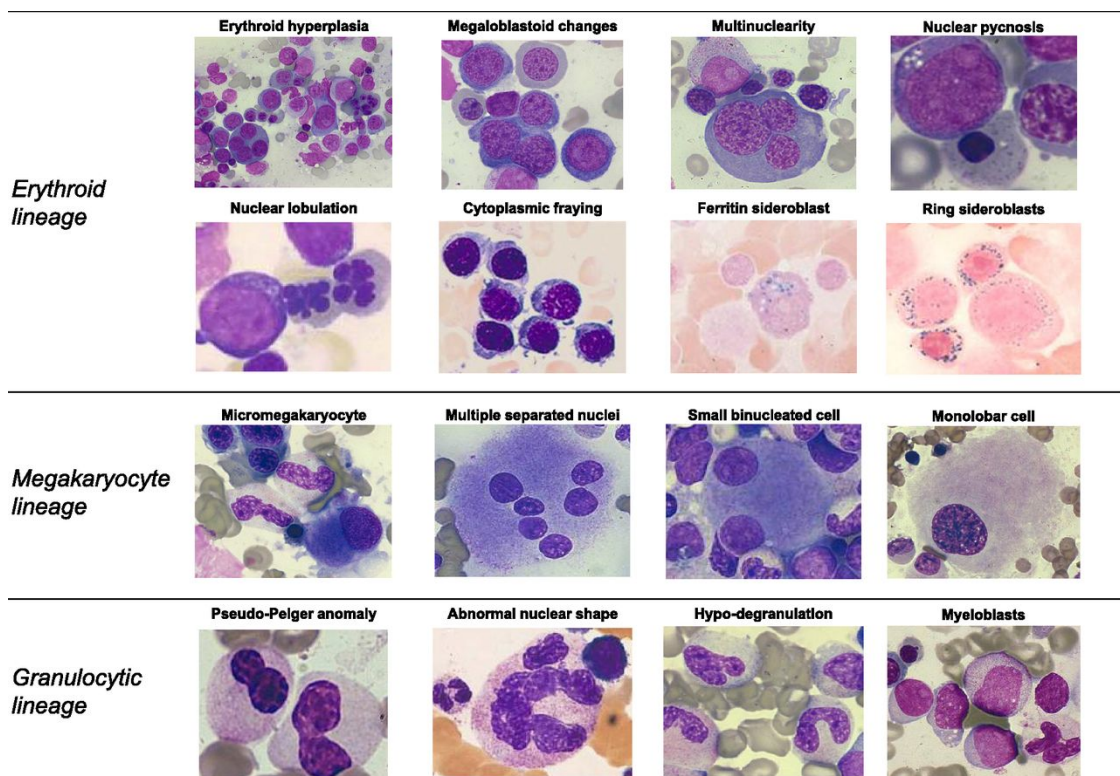 Erythroid hyperplasia
Megaloblastoid changes
Multinuclearity
Nuclear pycnosis
Erythroid
lineage
Nuclear lobulation
Cytoplasmic fraying
Ferritin sideroblast
Ring sideroblasts
Micromegakaryocyte
Multiple separated nuclei
Small binucleated cell
Monolobar cell
Megakaryocyte
lineage
Pseudo-Pelger anomaly
Abnormal nuclear shape
Hypo-degranulation
Myeloblasts
Granulocytic
lineage